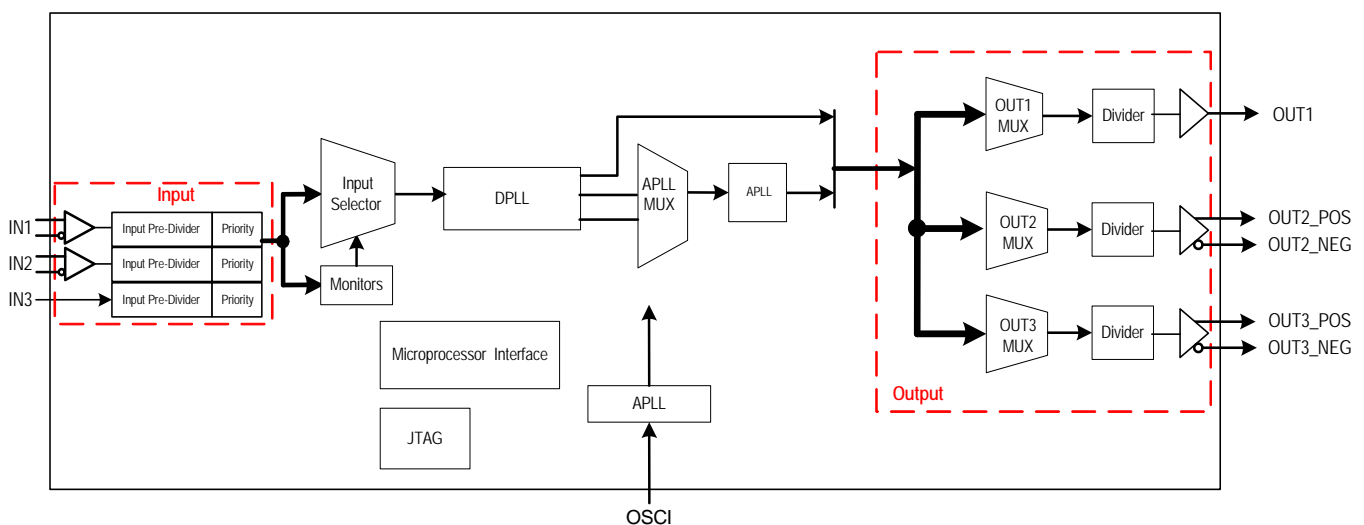 Input
IN1
Input Pre-Divider
Priority
IN2
Input Pre-Divider
Priority
IN3
Input Pre-Divider
Priority
Input
Selector
Monitors
DPLL
APLL
MUX
APLL
Microprocessor Interface
JTAG
APLL
OSCI
OUT1
MUX
Divider
OUT1
OUT2
MUX
Divider
OUT2_POS
OUT2_NEG
OUT3
MUX
Divider
OUT3_POS
OUT3_NEG
Output